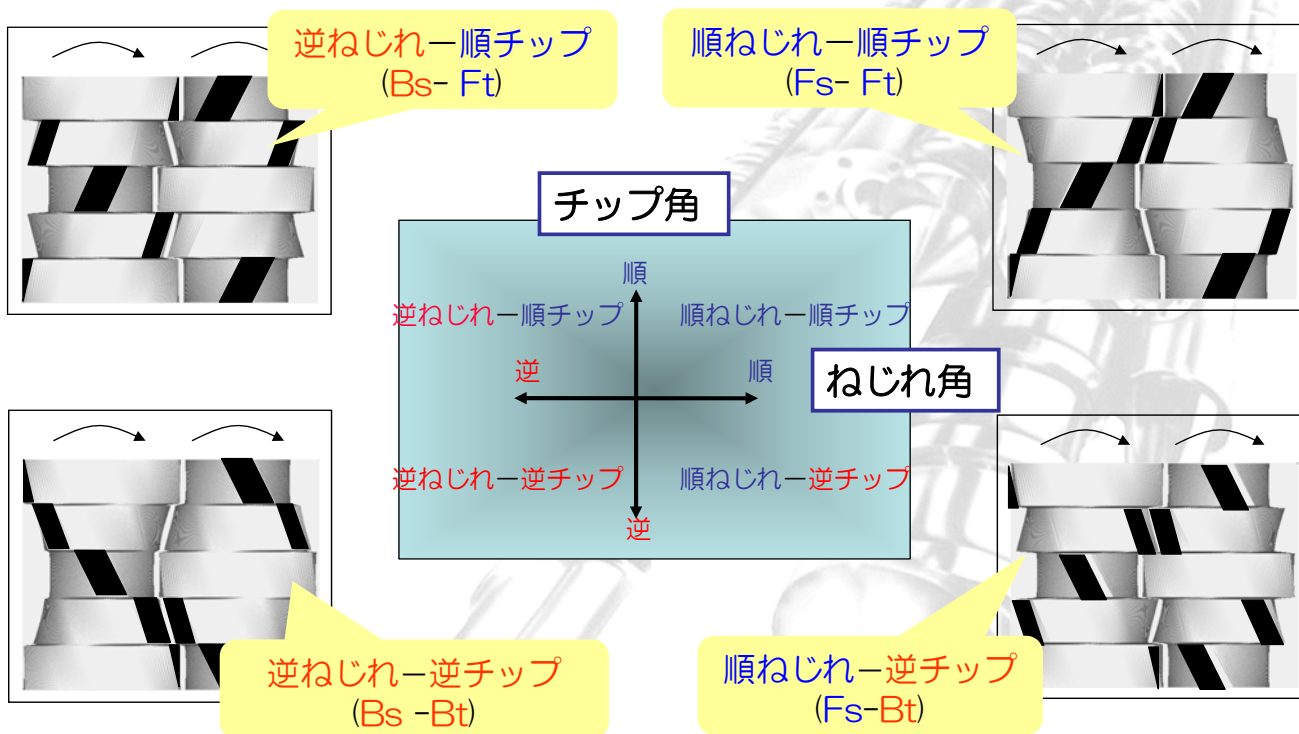 逆ねじれー順チップ
(Bs- Ft)
順ねじれー順チップ
(Fs- Ft)
チップ角
順
逆ねじれー順チップ
順ねじれー順チップ
逆
順
ねじれ角
逆ねじれー逆チップ
順ねじれー逆チップ
逆
逆ねじれー逆チップ
(Bs -Bt)
順ねじれー逆チップ
(Fs-Bt)